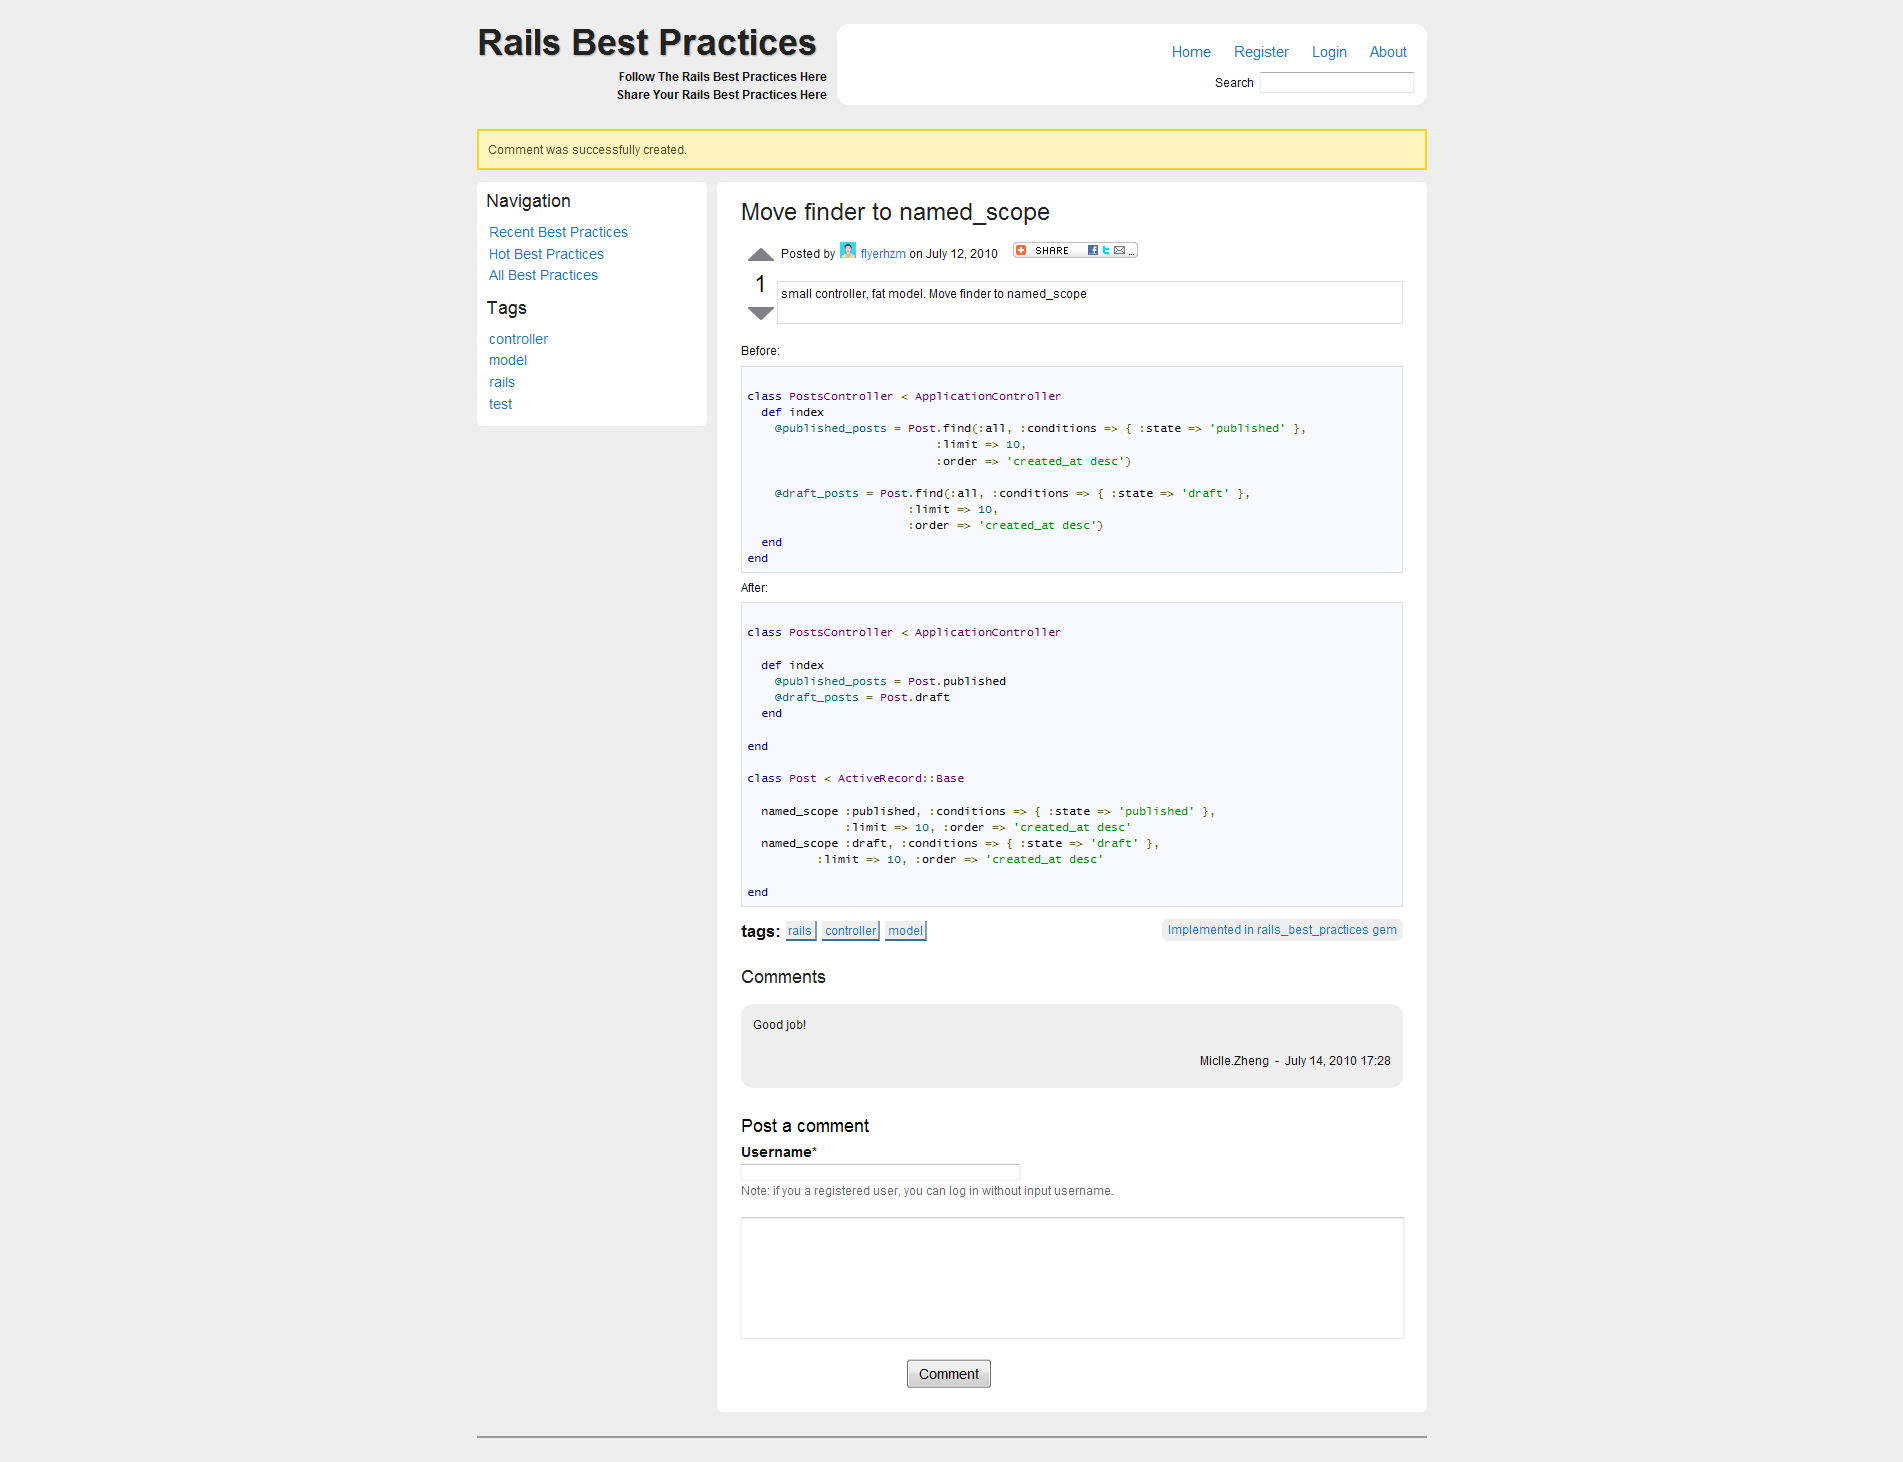 Rails Best Practices
Follow The Rails Best Practices Here
Share Your Rails Best Practices Here
Home Register Login About
Search
Comment was successfully created.
Navigation
Recent Best Practices
Hot Best Practices
All Best Practices
Tags
controller
model
rails
test
Move finder to named_scope
Posted by flyerhzm on July 12, 2010 SHARE ...
1
small controller, fat model. Move finder to named_scope
Before:
class PostsController < ApplicationController
  def index
    @published_posts = Post.find(:all, :conditions => { :state => 'published' },
                           :limit => 10,
                           :order => 'created_at desc')
    @draft_posts = Post.find(:all, :conditions => { :state => 'draft' },
                       :limit => 10,
                       :order => 'created_at desc')
  end
end
After:
class PostsController < ApplicationController
  def index
    @published_posts = Post.published
    @draft_posts = Post.draft
  end
end
class Post < ActiveRecord::Base
  named_scope :published, :conditions => { :state => 'published' },
              :limit => 10, :order => 'created_at desc'
  named_scope :draft, :conditions => { :state => 'draft' },
          :limit => 10, :order => 'created_at desc'
end
tags: rails controller model
Implemented in rails_best_practices gem
Comments
Good job!
Miclle.Zheng - July 14, 2010 17:28
Post a comment
Username*
Note: if you a registered user, you can log in without input username.
Comment